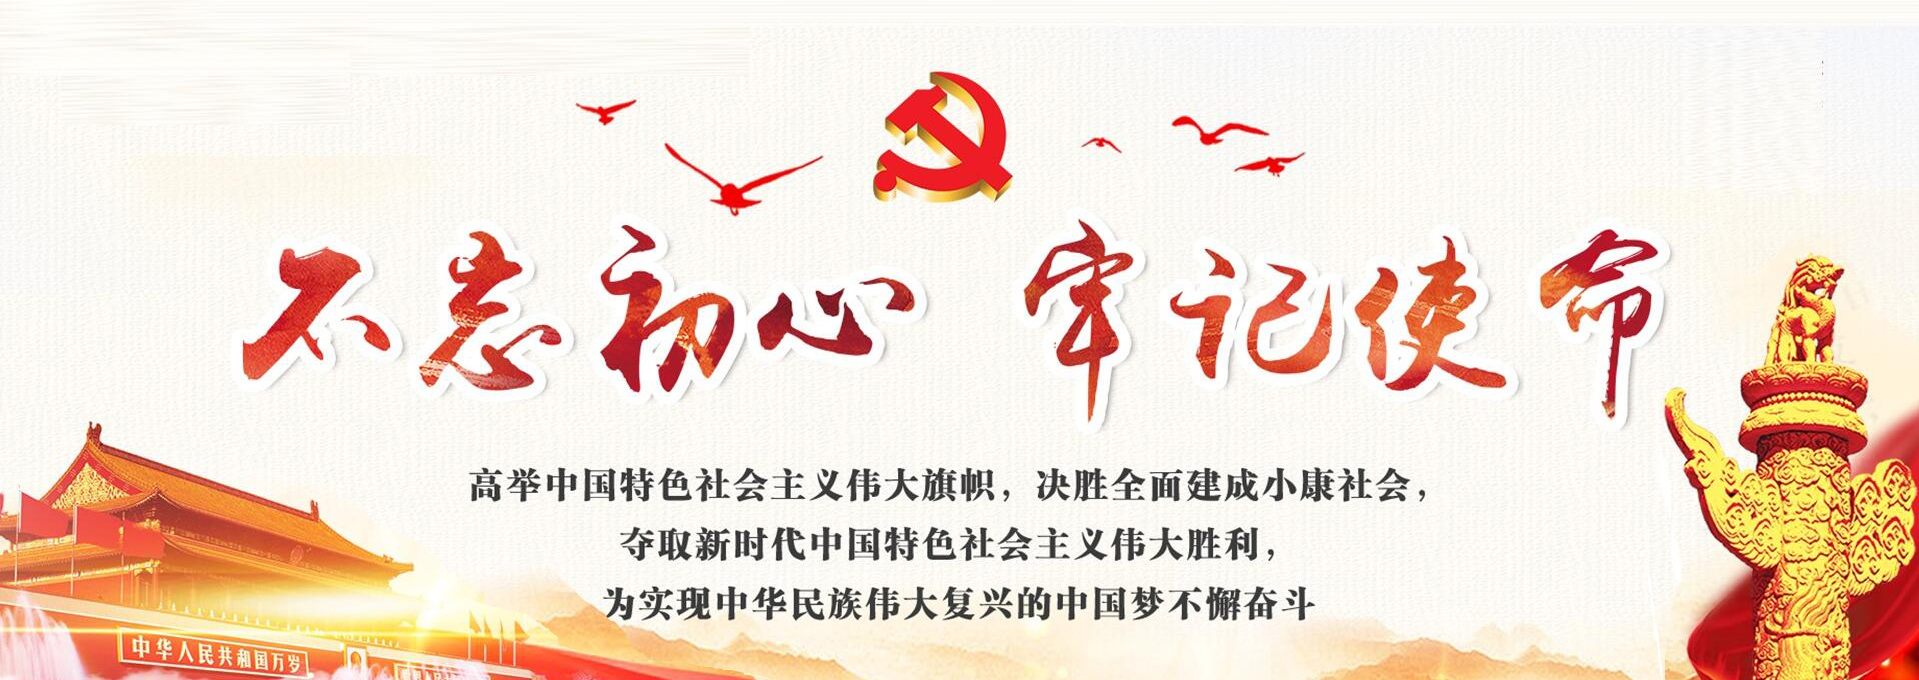 不忘初心 牢记使命
高举中国特色社会主义伟大旗帜，决胜全面建成小康社会，
夺取新时代中国特色社会主义伟大胜利，
为实现中华民族伟大复兴的中国梦不懈奋斗
中华人民共和国万岁